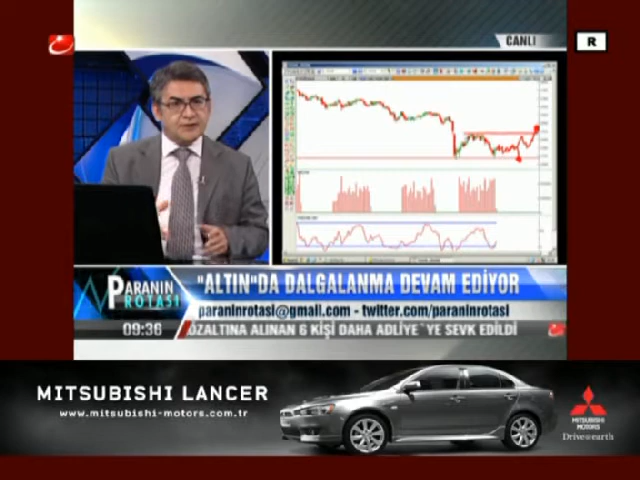 CANLI
R
PARANIN
ROTASI
"ALTIN"DA DALGALANMA DEVAM EDİYOR
paraninrotasi@gmail.com - twitter.com/paraninrotasi
09:36
ÖZALTINA ALINAN 6 KİŞİ DAHA ADLİYE`YE SEVK EDİLDİ
MITSUBISHI LANCER
www.mitsubishi-motors.com.tr
MITSUBISHI
MOTORS
Drive@earth